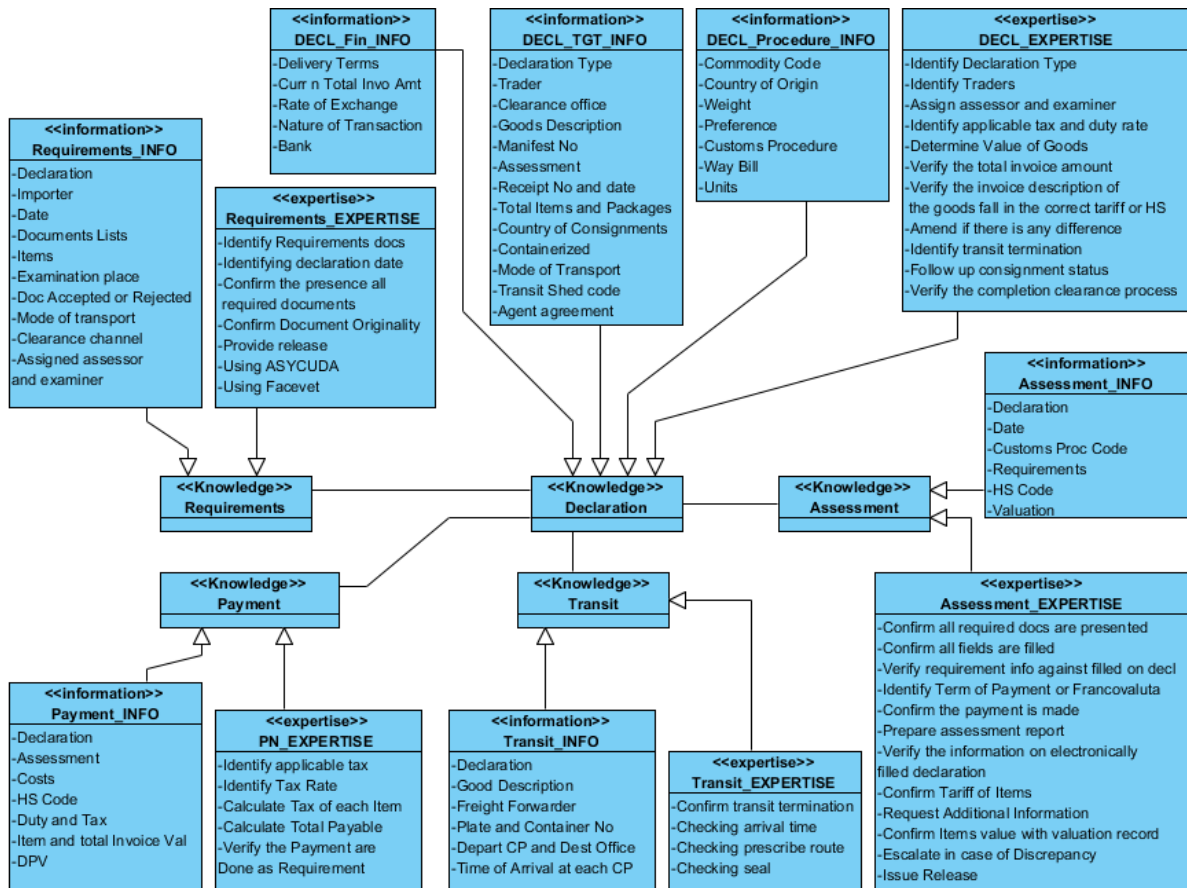 <<information>>
DECL_Fin_INFO
-Delivery Terms
-Curr n Total Invo Amt
-Rate of Exchange
-Nature of Transaction
-Bank
<<information>>
DECL_TGT_INFO
-Declaration Type
-Trader
-Clearance office
-Goods Description
-Manifest No
-Assessment
-Receipt No and date
-Total Items and Packages
-Country of Consignments
-Containerized
-Mode of Transport
-Transit Shed code
-Agent agreement
<<information>>
DECL_Procedure_INFO
-Commodity Code
-Country of Origin
-Weight
-Preference
-Customs Procedure
-Way Bill
-Units
<<expertise>>
DECL_EXPERTISE
-Identify Declaration Type
-Identify Traders
-Assign assessor and examiner
-Identify applicable tax and duty rate
-Determine Value of Goods
-Verify the total invoice amount
-Verify the invoice description of
the goods fall in the correct tariff or HS
-Amend if there is any difference
-Identify transit termination
-Follow up consignment status
-Verify the completion clearance process
<<information>>
Requirements_INFO
-Declaration
-Importer
-Date
-Documents Lists
-Items
-Examination place
-Doc Accepted or Rejected
-Mode of transport
-Clearance channel
-Assigned assessor
and examiner
<<expertise>>
Requirements_EXPERTISE
-Identify Requirements docs
-Identifying declaration date
-Confirm the presence all
required documents
-Confirm Document Originality
-Provide release
-Using ASYCUDA
-Using Facevet
<<information>>
Assessment_INFO
-Declaration
-Date
-Customs Proc Code
-Requirements
-HS Code
-Valuation
<<Knowledge>>
Requirements
<<Knowledge>>
Declaration
<<Knowledge>>
Assessment
<<Knowledge>>
Payment
<<Knowledge>>
Transit
<<expertise>>
Assessment_EXPERTISE
-Confirm all required docs are presented
-Confirm all fields are filled
-Verify requirement info against filled on decl
-Identify Term of Payment or Francovaluta
-Confirm the payment is made
-Prepare assessment report
-Verify the information on electronically
filled declaration
-Confirm Tariff of Items
-Request Additional Information
-Confirm Items value with valuation record
-Escalate in case of Discrepancy
-Issue Release
<<information>>
Payment_INFO
-Declaration
-Assessment
-Costs
-HS Code
-Duty and Tax
-Item and total Invoice Val
-DPV
<<expertise>>
PN_EXPERTISE
-Identify applicable tax
-Identify Tax Rate
-Calculate Tax of each Item
-Calculate Total Payable
-Verify the Payment are
Done as Requirement
<<information>>
Transit_INFO
-Declaration
-Good Description
-Freight Forwarder
-Plate and Container No
-Depart CP and Dest Office
-Time of Arrival at each CP
<<expertise>>
Transit_EXPERTISE
-Confirm transit termination
-Checking arrival time
-Checking prescribe route
-Checking seal